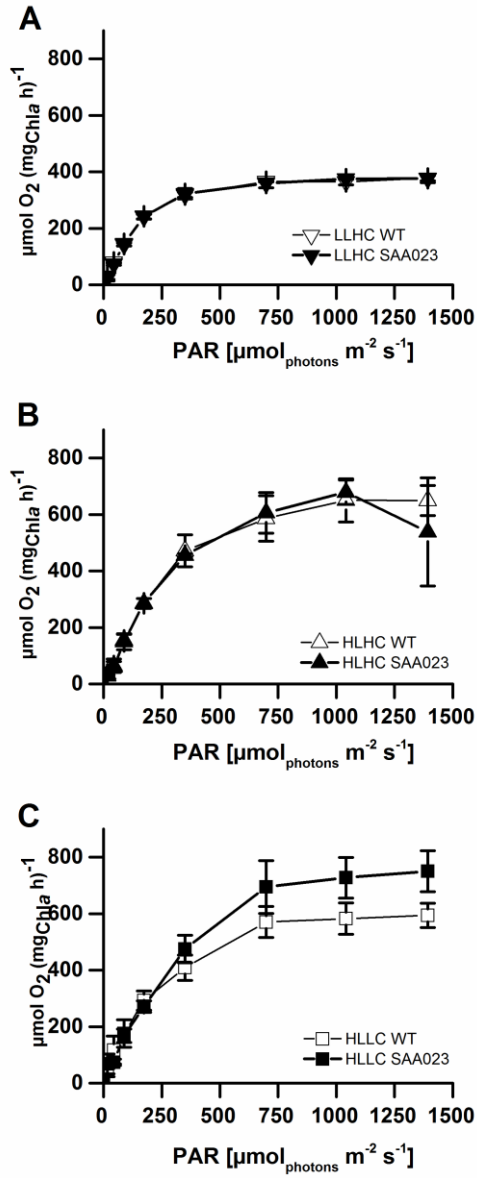 A
800
600
400
200
0
µmol O2 (mgChla h)-1
LLHC WT
LLHC SAA023
0 250 500 750 1000 1250 1500
PAR [µmolphotons m-2 s-1]
B
800
600
400
200
0
µmol O2 (mgChla h)-1
HLHC WT
HLHC SAA023
0 250 500 750 1000 1250 1500
PAR [µmolphotons m-2 s-1]
C
800
600
400
200
0
µmol O2 (mgChla h)-1
HLLC WT
HLLC SAA023
0 250 500 750 1000 1250 1500
PAR [µmolphotons m-2 s-1]